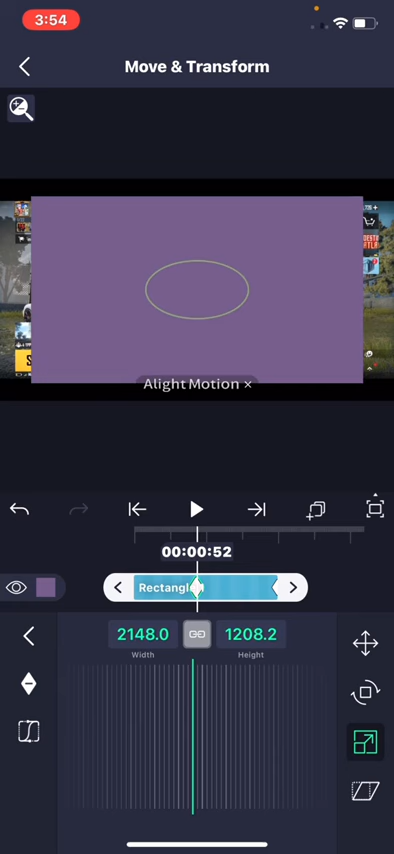 3:54
Move & Transform
Alight Motion ×
00:00:52
Rectangl
2148.0
1208.2
Width
Height